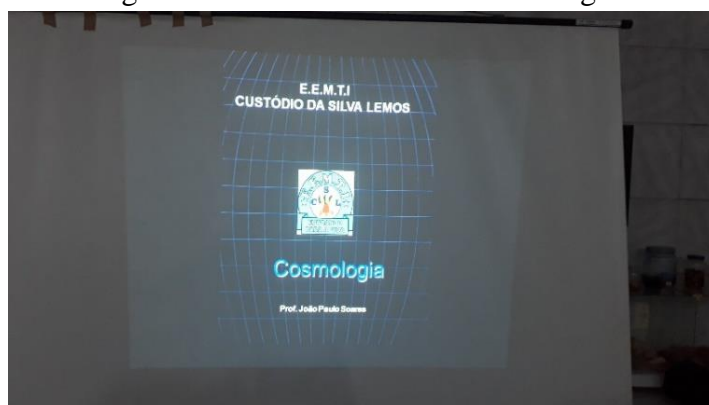 E.E.M.T.I
CUSTÓDIO DA SILVA LEMOS
S
C L
Cosmologia
Prof. João Paulo Soares